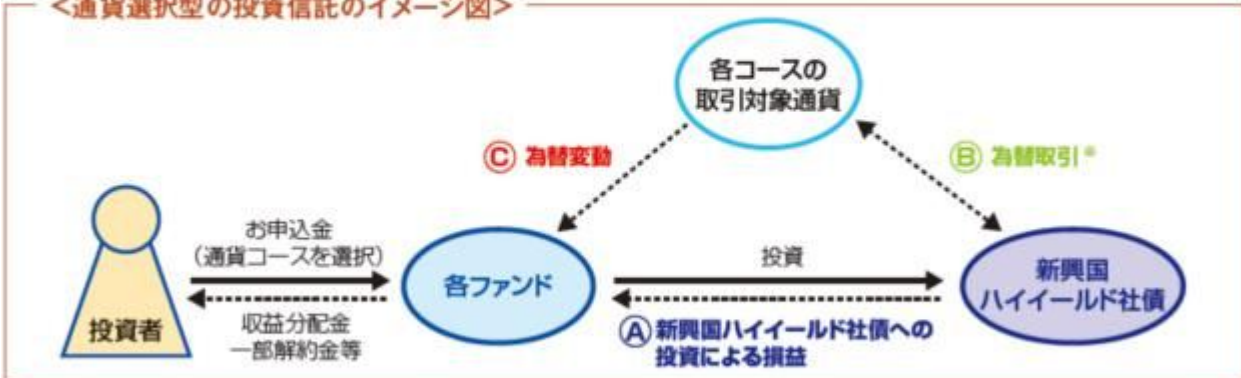 <通貨選択型の投資信託のイメージ図>
各コースの
取引対象通貨
Ⓒ 為替変動
Ⓑ 為替取引※
お申込金
(通貨コースを選択)
投資
投資者
各ファンド
新興国
ハイイールド社債
収益分配金
一部解約金等
Ⓐ 新興国ハイイールド社債への
投資による損益